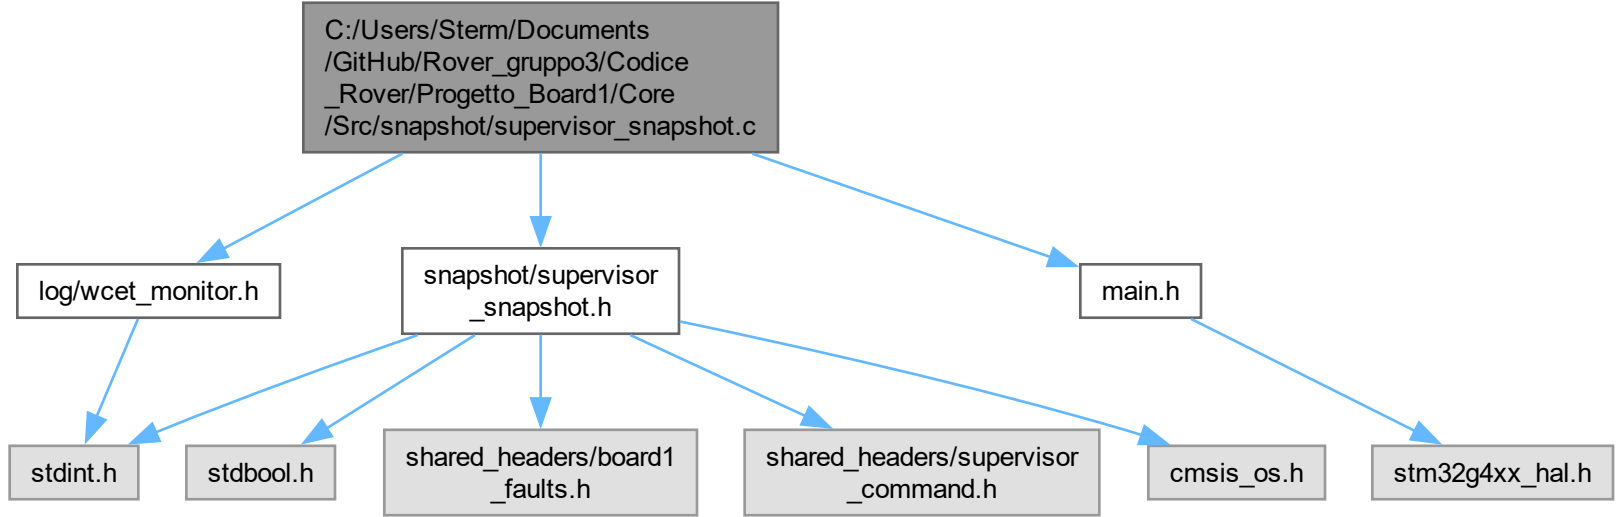 C:/Users/Sterm/Documents
/GitHub/Rover_gruppo3/Codice
_Rover/Progetto_Board1/Core
/Src/snapshot/supervisor_snapshot.c
log/wcet_monitor.h
snapshot/supervisor
_snapshot.h
main.h
stdint.h
stdbool.h
shared_headers/board1
_faults.h
shared_headers/supervisor
_command.h
cmsis_os.h
stm32g4xx_hal.h